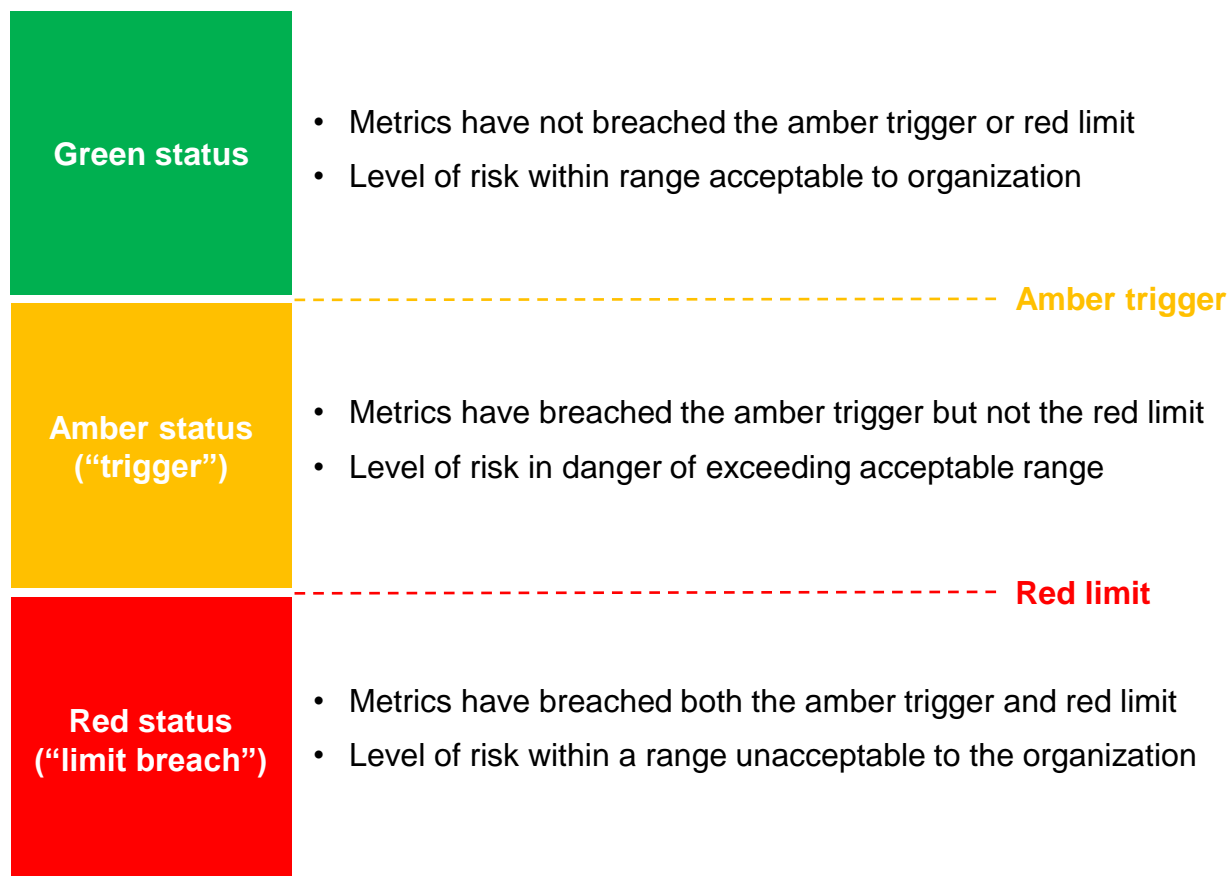 Green status
• Metrics have not breached the amber trigger or red limit
• Level of risk within range acceptable to organization
Amber trigger
Amber status
(“trigger”)
• Metrics have breached the amber trigger but not the red limit
• Level of risk in danger of exceeding acceptable range
Red limit
Red status
(“limit breach”)
• Metrics have breached both the amber trigger and red limit
• Level of risk within a range unacceptable to the organization